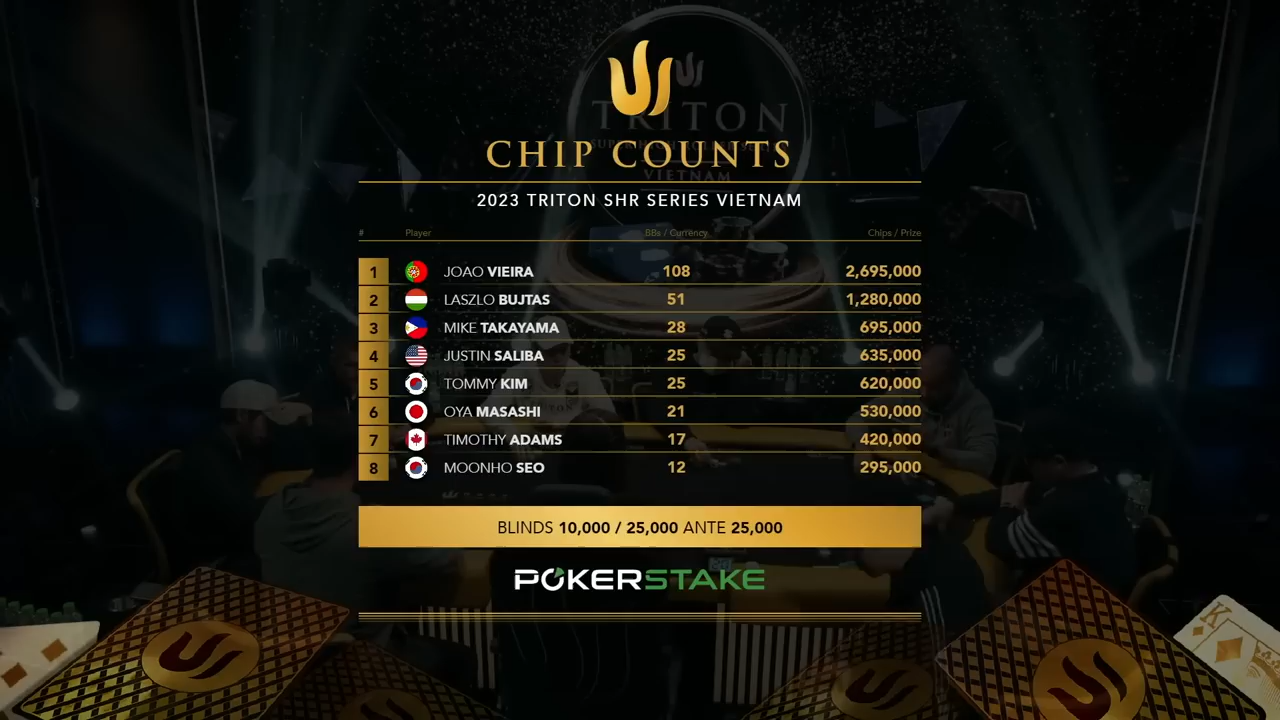 TRITON
CHIP COUNTS
VIETNAM
2023 TRITON SHR SERIES VIETNAM
# Player BBs / Currency Chips / Prize
1 JOAO VIEIRA 108 2,695,000
2 LASZLO BUJTAS 51 1,280,000
3 MIKE TAKAYAMA 28 695,000
4 JUSTIN SALIBA 25 635,000
5 TOMMY KIM 25 620,000
6 OYA MASASHI 21 530,000
7 TIMOTHY ADAMS 17 420,000
8 MOONHO SEO 12 295,000
BLINDS 10,000 / 25,000 ANTE 25,000
POKERSTAKE
K